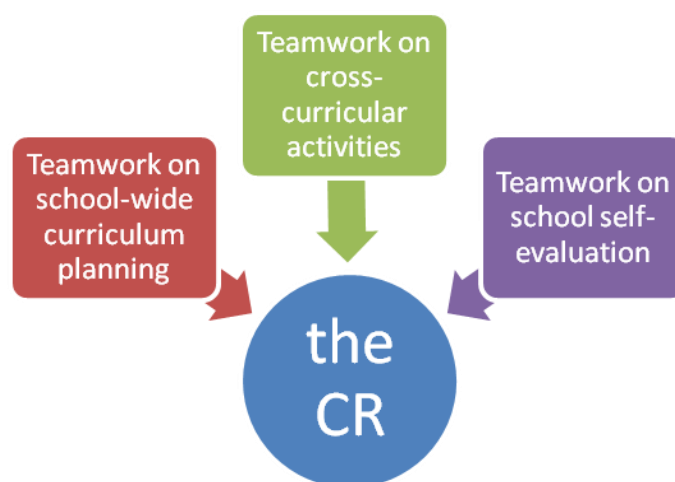 Teamwork on
cross-
curricular
activities
Teamwork on
school-wide
curriculum
planning
Teamwork on
school self-
evaluation
the
CR